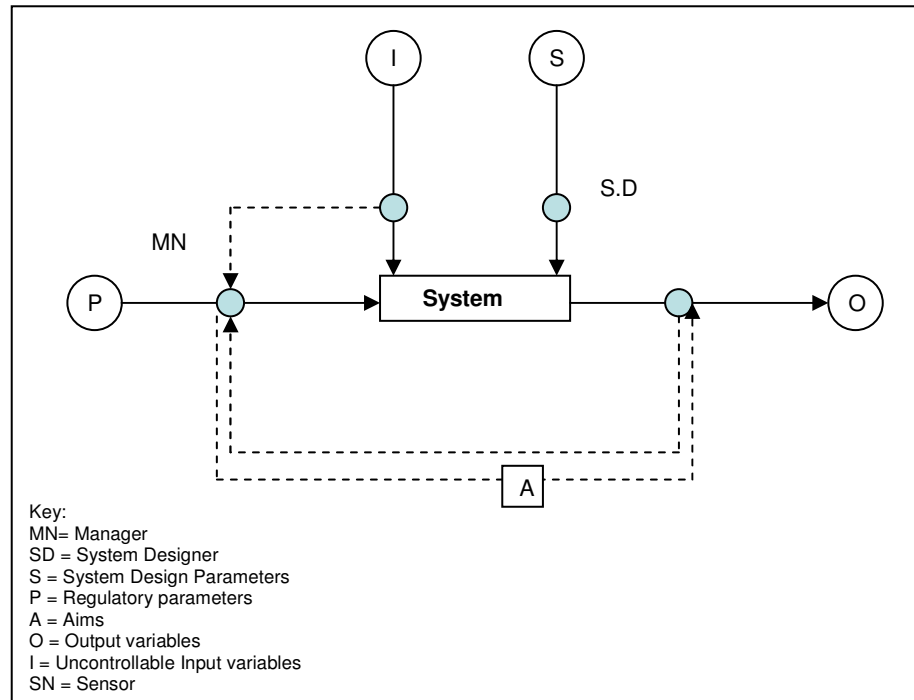 I
S
S.D
MN
P
System
O
A
Key:
MN= Manager
SD = System Designer
S = System Design Parameters
P = Regulatory parameters
A = Aims
O = Output variables
I = Uncontrollable Input variables
SN = Sensor